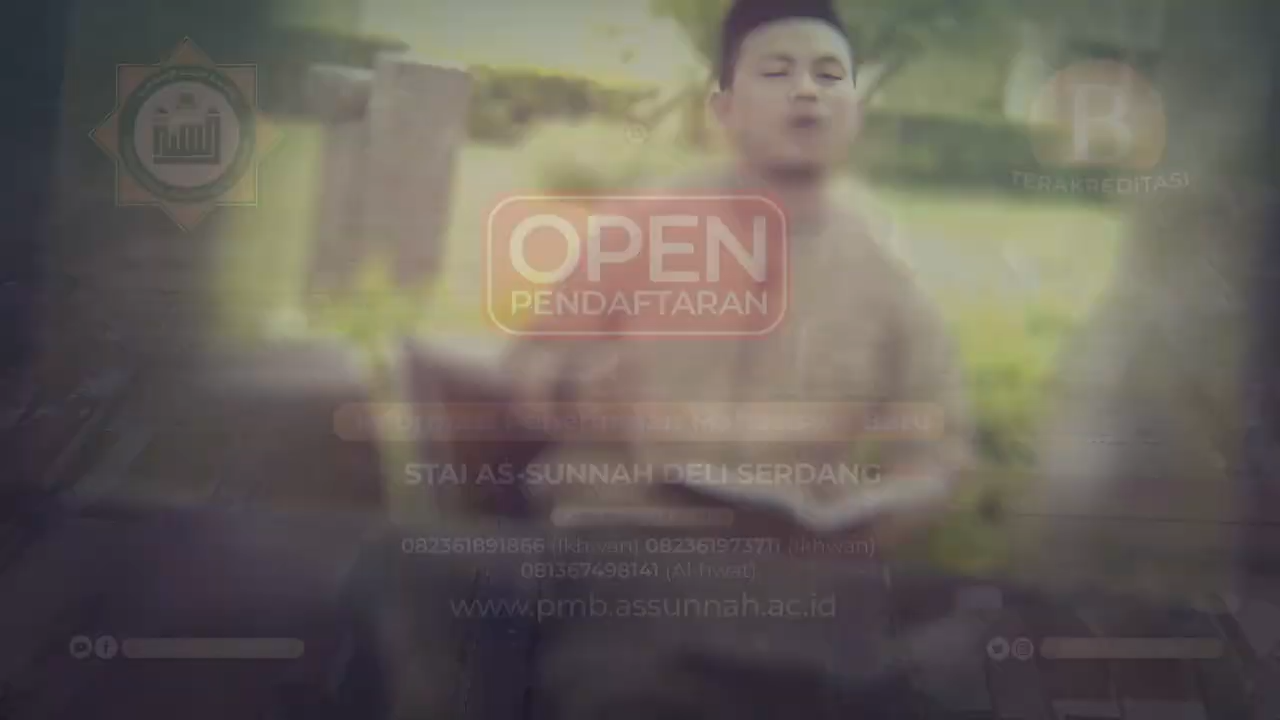 B
TERAKREDITASI
OPEN
PENDAFTARAN
STAI AS-SUNNAH DELI SERDANG
082361891866 (Ikhwan) 082361973711 (Ikhwan)
081367498141 (Akhwat)
www.pmb.assunnah.ac.id